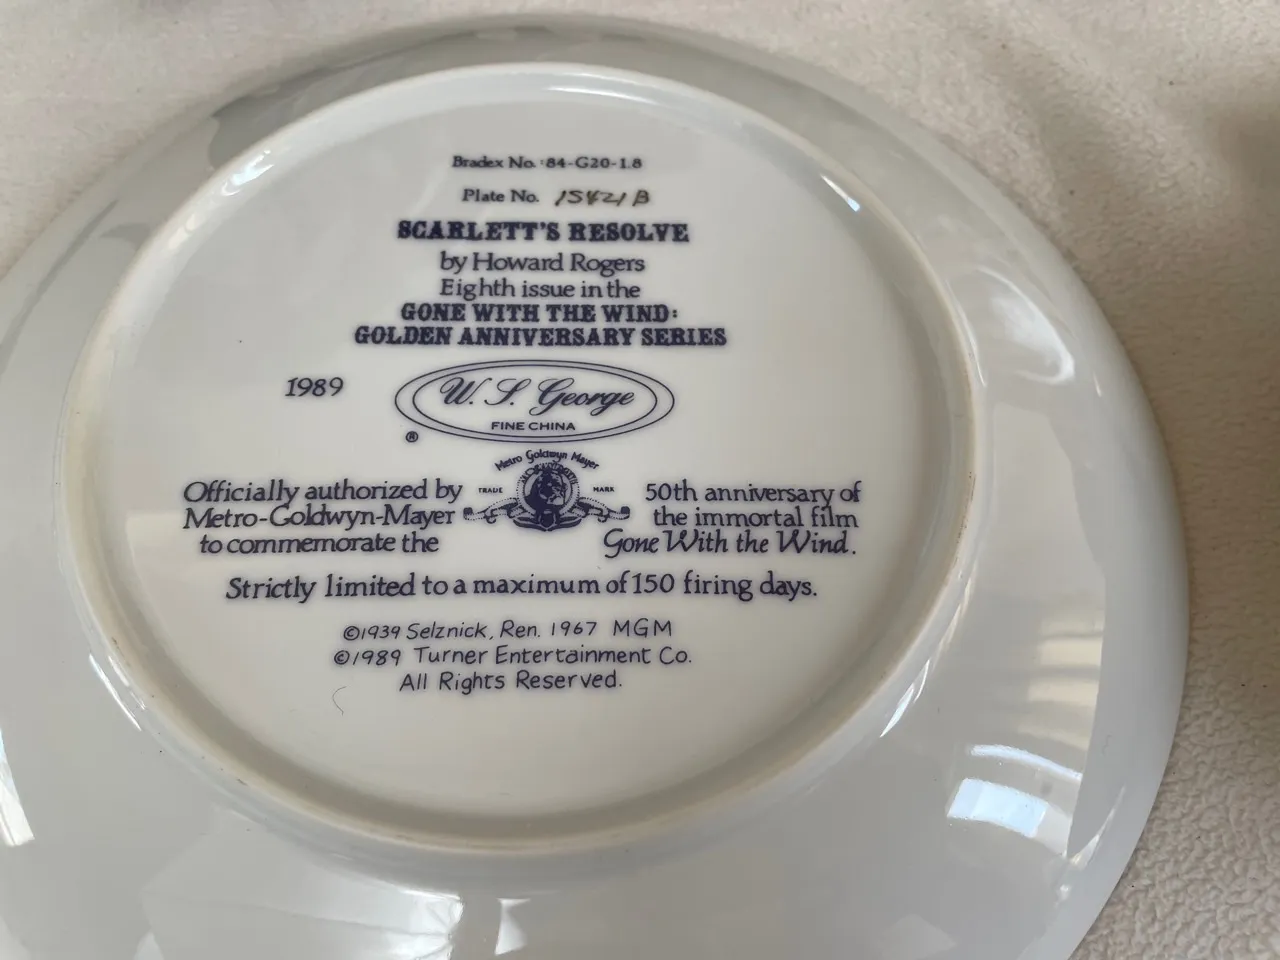 Bradex No. 84-G20-1.8
Plate No. 15421B
SCARLETT'S RESOLVE
by Howard Rogers
Eighth issue in the
GONE WITH THE WIND:
GOLDEN ANNIVERSARY SERIES
1989
W. S. George
FINE CHINA
®
Metro Goldwyn Mayer
TRADE MARK
Officially authorized by
Metro-Goldwyn-Mayer
to commemorate the
50th anniversary of
the immortal film
Gone With the Wind.
Strictly limited to a maximum of 150 firing days.
©1939 Selznick, Ren. 1967 MGM
©1989 Turner Entertainment Co.
All Rights Reserved.